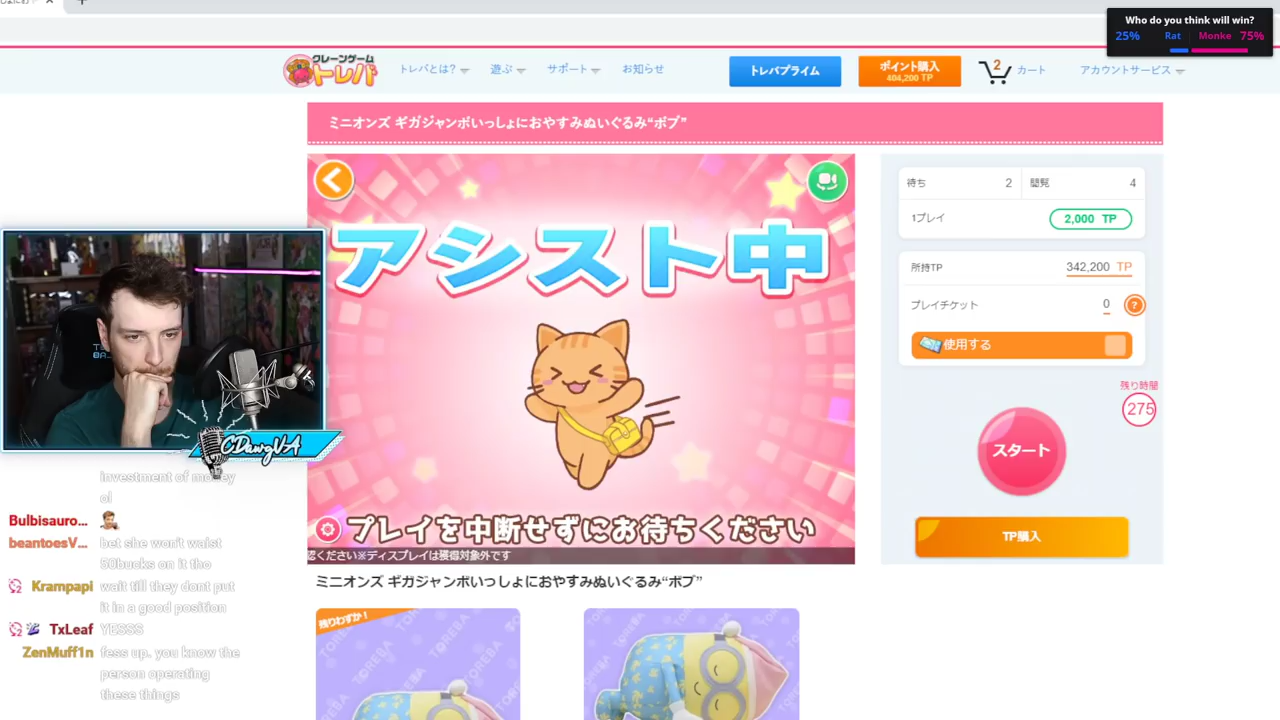 Who do you think will win?
25% Rat Monke 75%
クレーンゲーム
トレバ
トレバとは?
遊ぶ
サポート
お知らせ
トレバプライム
ポイント購入
404,200 TP
2
カート
アカウントサービス
ミニオンズ ギガジャンボいっしょにおやすみぬいぐるみ“ボブ”
アシスト中
プレイを中断せずにお待ちください
認ください※ディスプレイは獲得対象外です
待ち 2
閲覧 4
1プレイ 2,000 TP
所持TP 342,200 TP
プレイチケット 0 ?
使用する
残り時間
275
スタート
TP購入
CDawgVA
Investment of money
ol
Bulbisauro...
beantoesV... bet she won't waist
50bucks on it tho
Krampapi wait till they dont put
it in a good position
TxLeaf YESSS
ZenMuff1n fess up. you know the
person operating
these things
ミニオンズ ギガジャンボいっしょにおやすみぬいぐるみ“ボブ”
残りわずか!
TOREBA
TOREBA